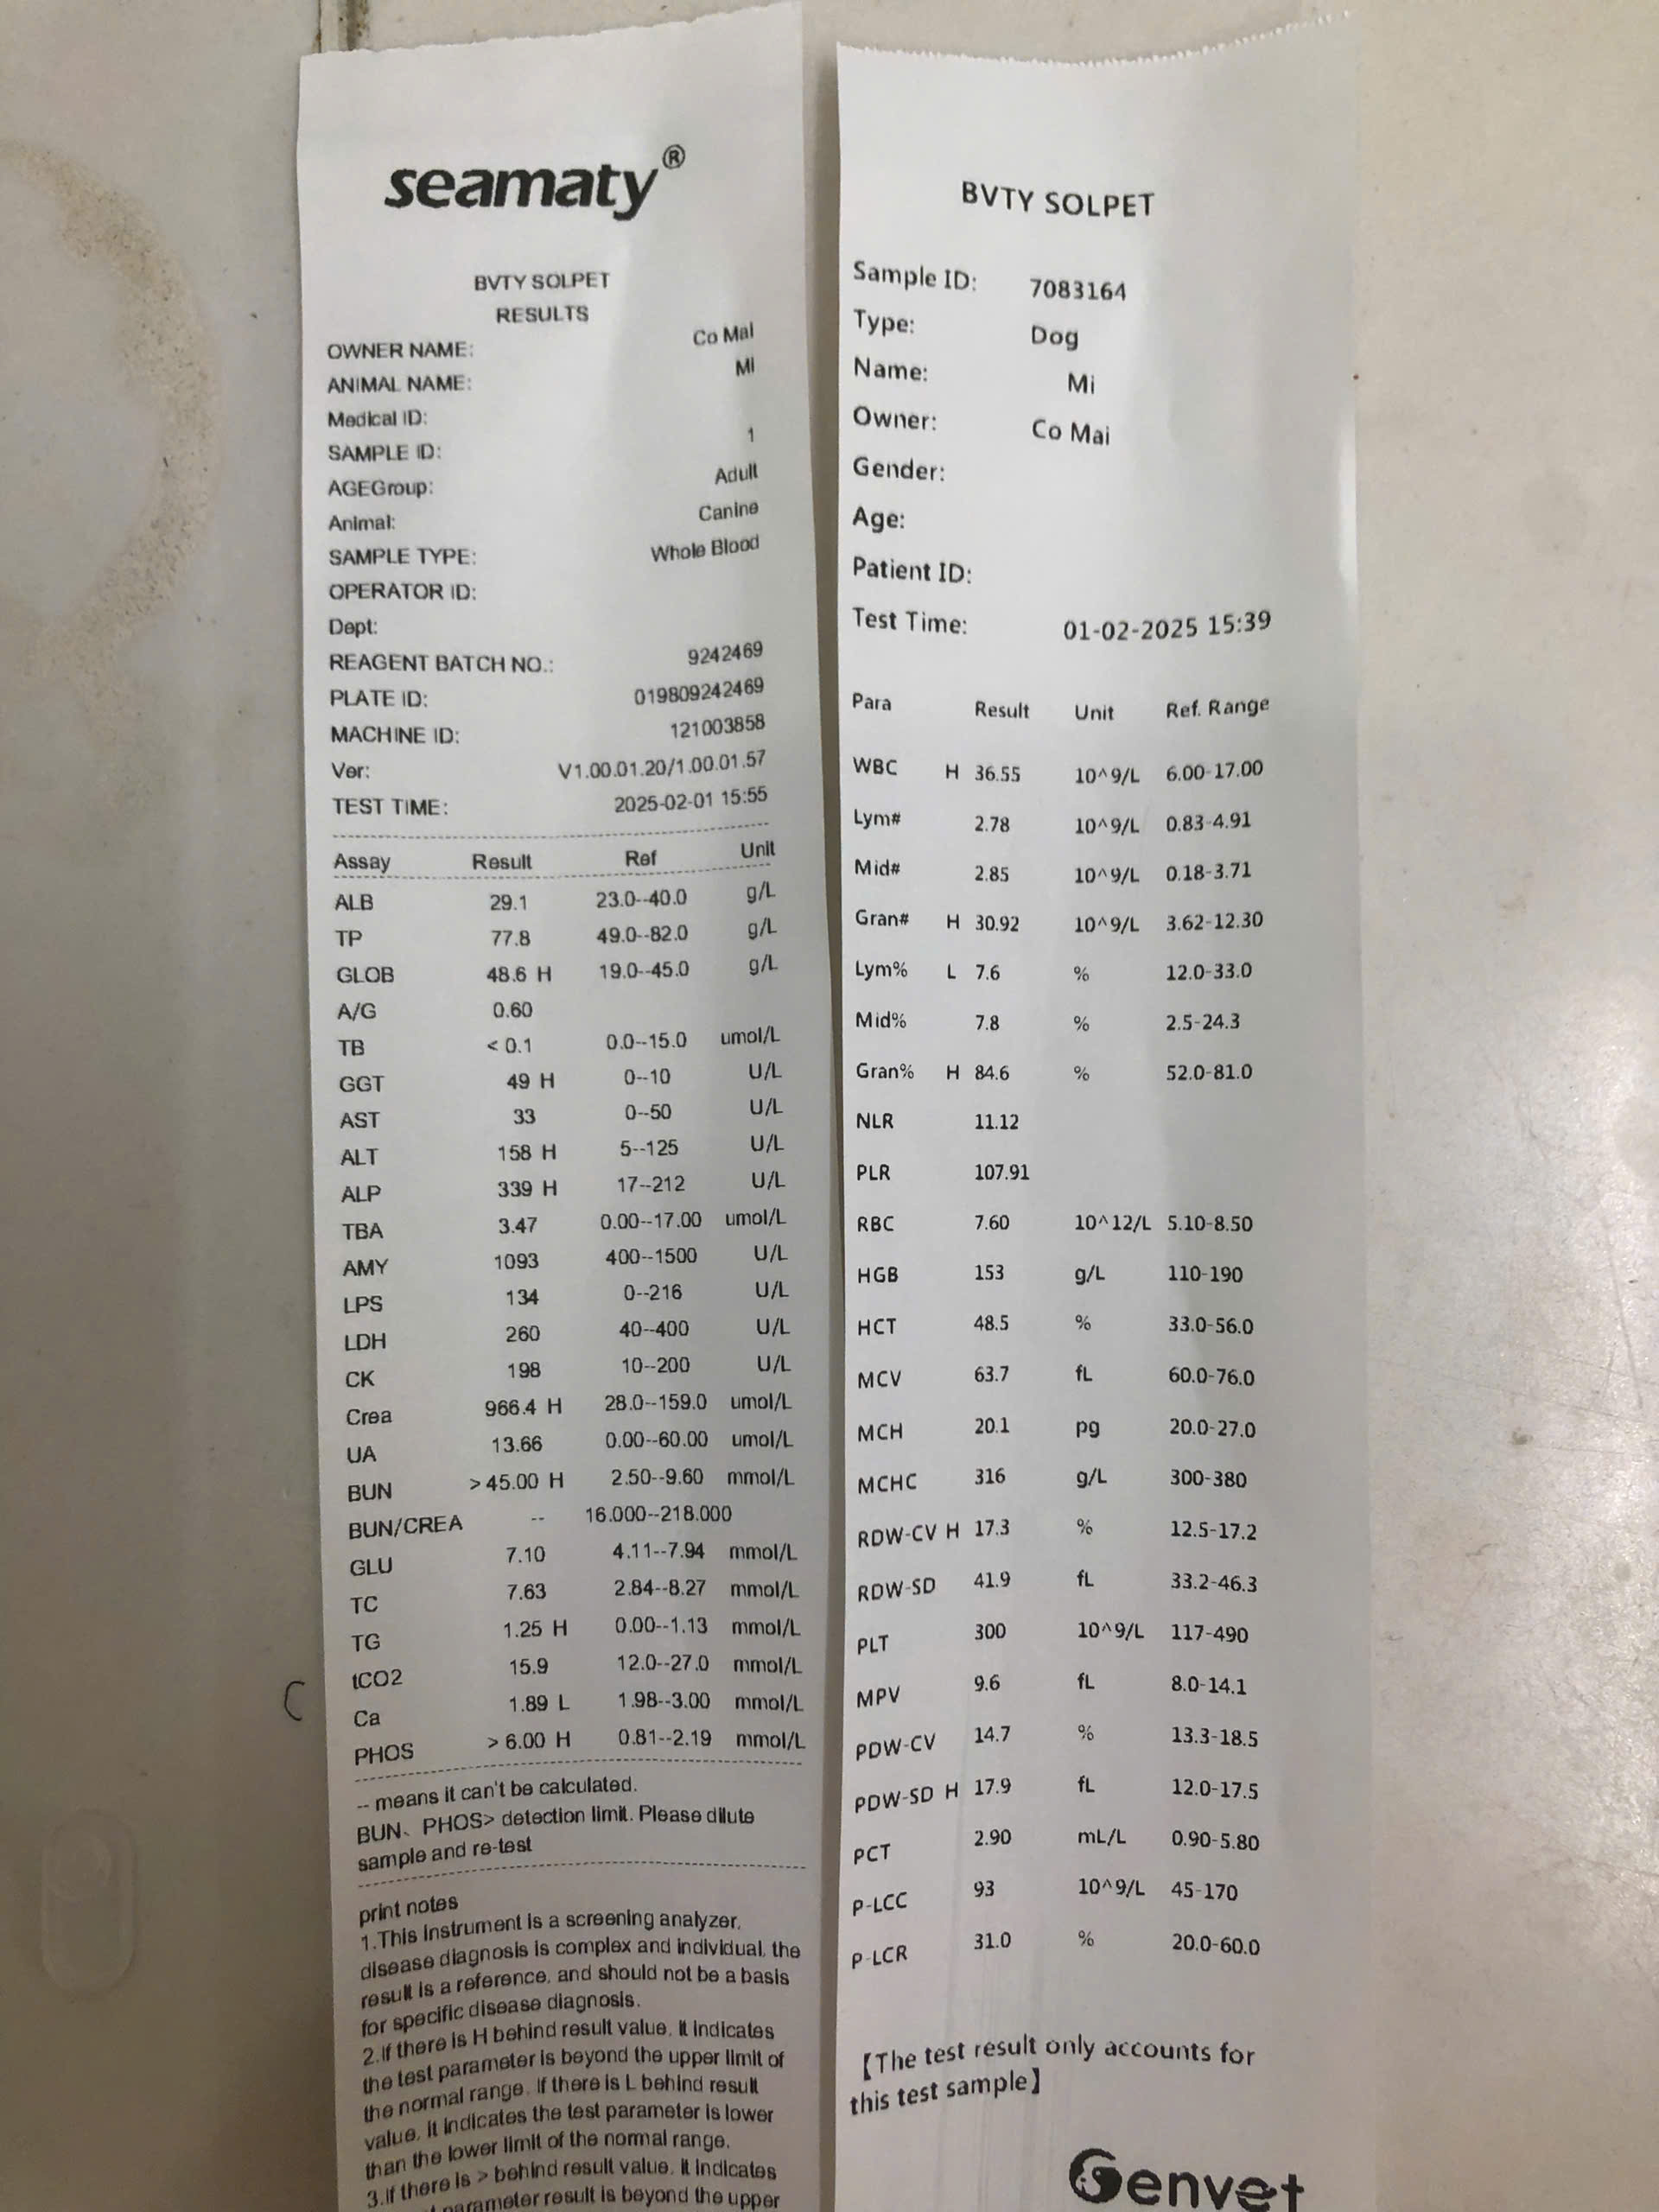 seamaty®
BVTY SOLPET
RESULTS
OWNER NAME: Co Mai
ANIMAL NAME: Mi
Medical ID:
SAMPLE ID: 1
AGEGroup: Adult
Animal: Canine
SAMPLE TYPE: Whole Blood
OPERATOR ID:
Dept:
REAGENT BATCH NO.: 9242469
PLATE ID: 019809242469
MACHINE ID: 121003858
Ver: V1.00.01.20/1.00.01.57
TEST TIME: 2025-02-01 15:55
Assay Result Ref Unit
ALB 29.1 23.0--40.0 g/L
TP 77.8 49.0--82.0 g/L
GLOB 48.6 H 19.0--45.0 g/L
A/G 0.60
TB < 0.1 0.0--15.0 umol/L
GGT 49 H 0--10 U/L
AST 33 0--50 U/L
ALT 158 H 5--125 U/L
ALP 339 H 17--212 U/L
TBA 3.47 0.00--17.00 umol/L
AMY 1093 400--1500 U/L
LPS 134 0--216 U/L
LDH 260 40--400 U/L
CK 198 10--200 U/L
Crea 966.4 H 28.0--159.0 umol/L
UA 13.66 0.00--60.00 umol/L
BUN > 45.00 H 2.50--9.60 mmol/L
BUN/CREA -- 16.000--218.000
GLU 7.10 4.11--7.94 mmol/L
TC 7.63 2.84--8.27 mmol/L
TG 1.25 H 0.00--1.13 mmol/L
tCO2 15.9 12.0--27.0 mmol/L
Ca 1.89 L 1.98--3.00 mmol/L
PHOS > 6.00 H 0.81--2.19 mmol/L
-- means it can't be calculated.
BUN、PHOS> detection limit. Please dilute
sample and re-test
print notes
1.This instrument is a screening analyzer,
disease diagnosis is complex and individual, the
result is a reference, and should not be a basis
for specific disease diagnosis.
2.If there is H behind result value, it indicates
the test parameter is beyond the upper limit of
the normal range. If there is L behind result
value, it indicates the test parameter is lower
than the lower limit of the normal range.
3.If there is > behind result value, it indicates
parameter result is beyond the upper
BVTY SOLPET
Sample ID: 7083164
Type: Dog
Name: Mi
Owner: Co Mai
Gender:
Age:
Patient ID:
Test Time: 01-02-2025 15:39
Para Result Unit Ref. Range
WBC H 36.55 10^9/L 6.00-17.00
Lym# 2.78 10^9/L 0.83-4.91
Mid# 2.85 10^9/L 0.18-3.71
Gran# H 30.92 10^9/L 3.62-12.30
Lym% L 7.6 % 12.0-33.0
Mid% 7.8 % 2.5-24.3
Gran% H 84.6 % 52.0-81.0
NLR 11.12
PLR 107.91
RBC 7.60 10^12/L 5.10-8.50
HGB 153 g/L 110-190
HCT 48.5 % 33.0-56.0
MCV 63.7 fL 60.0-76.0
MCH 20.1 pg 20.0-27.0
MCHC 316 g/L 300-380
RDW-CV H 17.3 % 12.5-17.2
RDW-SD 41.9 fL 33.2-46.3
PLT 300 10^9/L 117-490
MPV 9.6 fL 8.0-14.1
PDW-CV 14.7 % 13.3-18.5
PDW-SD H 17.9 fL 12.0-17.5
PCT 2.90 mL/L 0.90-5.80
P-LCC 93 10^9/L 45-170
P-LCR 31.0 % 20.0-60.0
【The test result only accounts for
this test sample】
Genvet